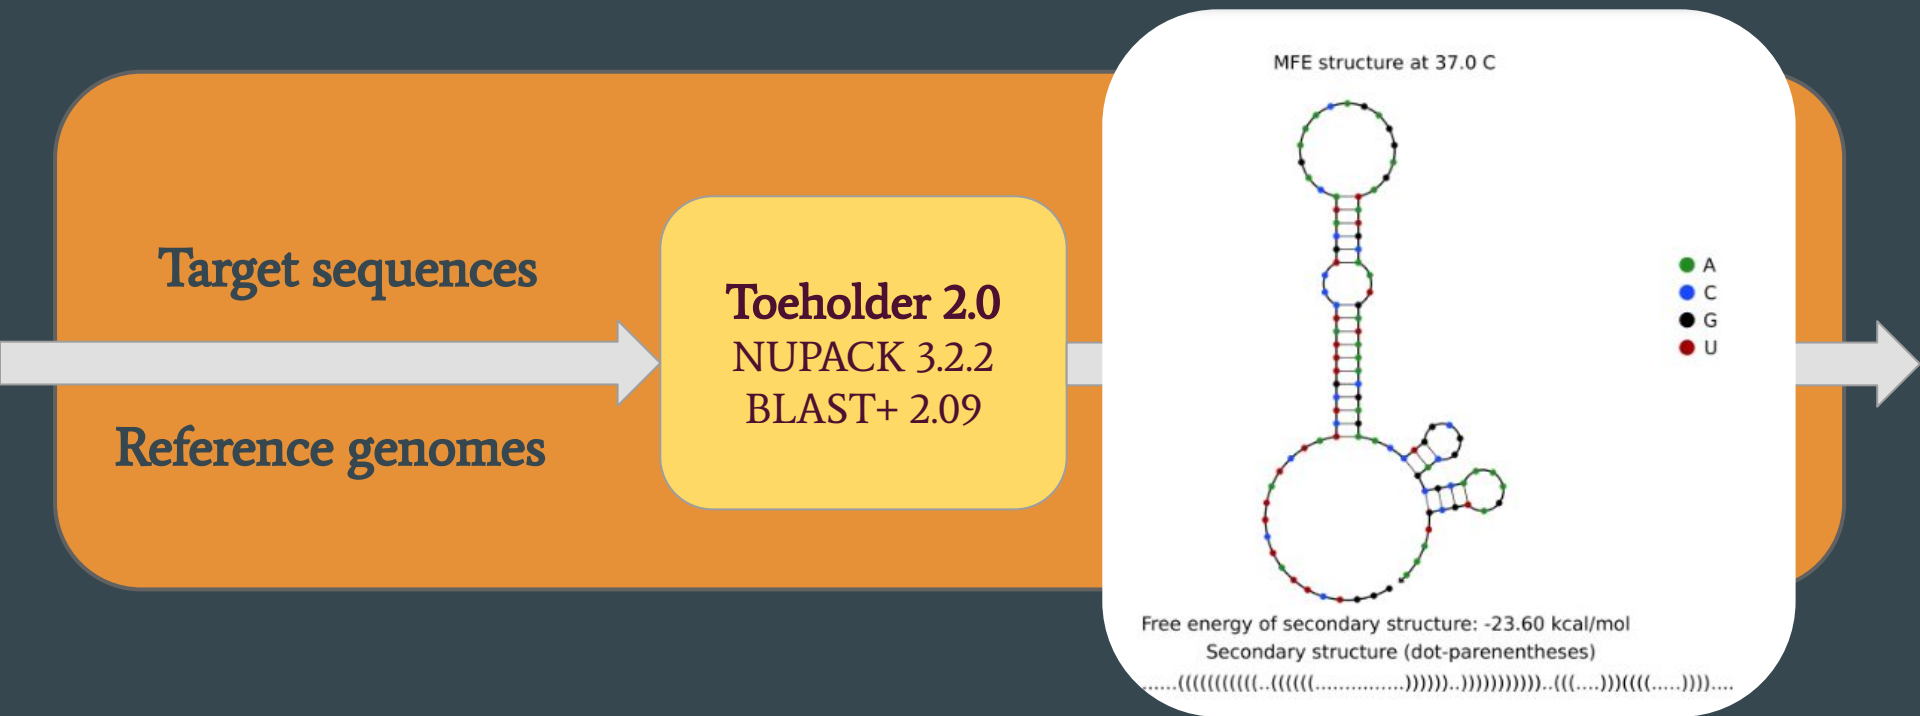 Target sequences
Reference genomes
Toeholder 2.0
NUPACK 3.2.2
BLAST+ 2.09
MFE structure at 37.0 C
A
C
G
U
Free energy of secondary structure: -23.60 kcal/mol
Secondary structure (dot-parenentheses)
......(((((((((((..((((((..............))))))..)))))))))))..(((....)))((((.....))))....